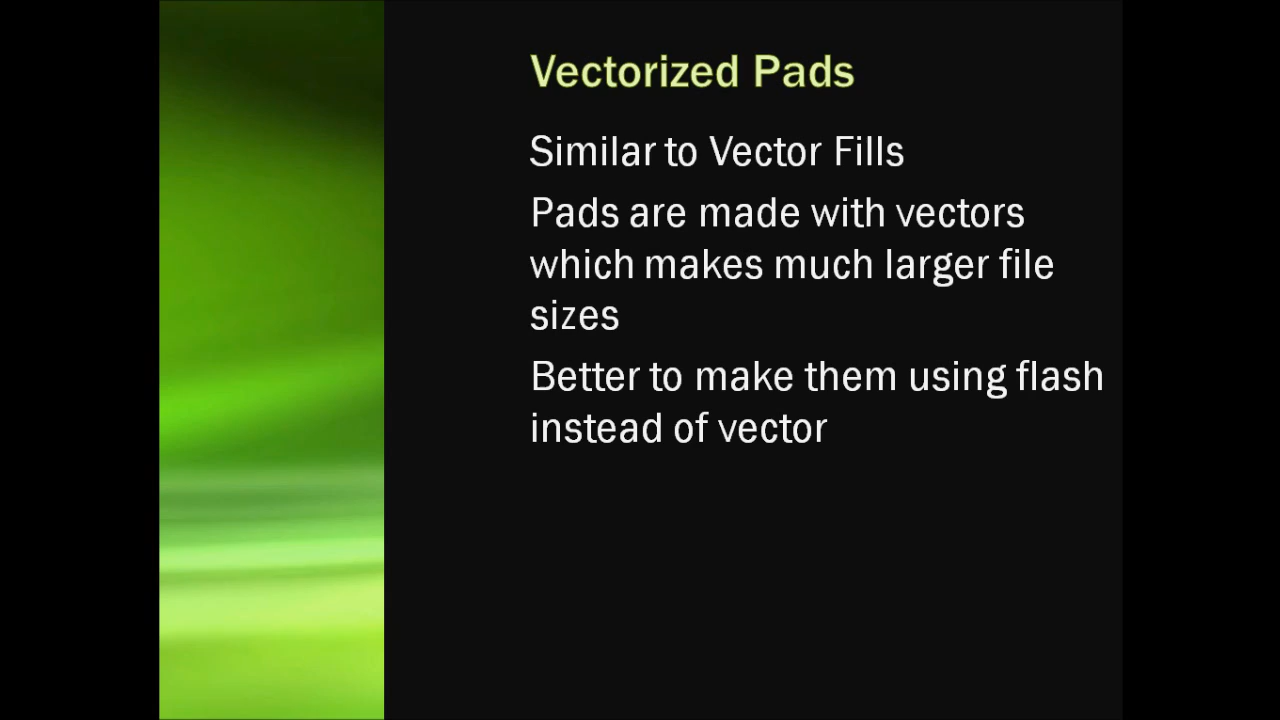 Vectorized Pads
Similar to Vector Fills
Pads are made with vectors
which makes much larger file
sizes
Better to make them using flash
instead of vector